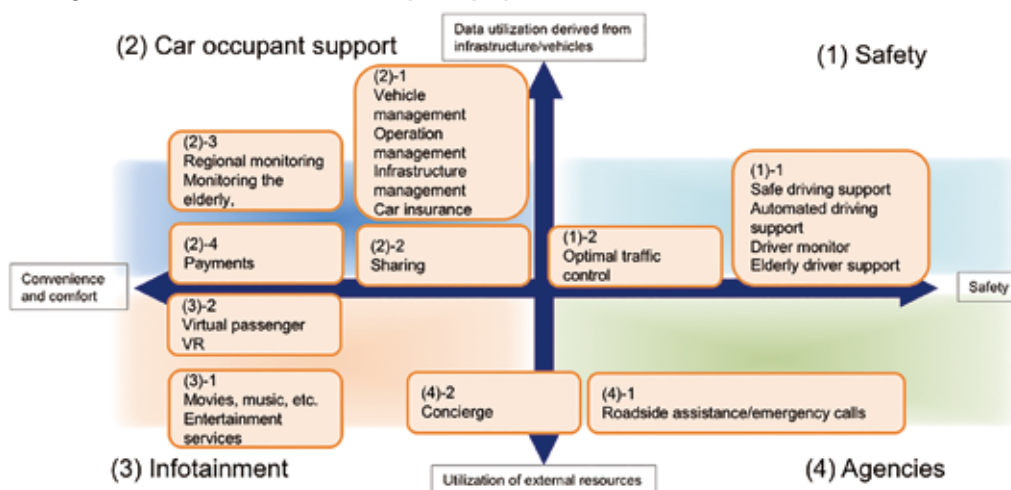 (2) Car occupant support
Data utilization derived from
infrastructure/vehicles
(1) Safety
(2)-1
Vehicle
management
Operation
management
Infrastructure
management
Car insurance
(2)-3
Regional monitoring
Monitoring the
elderly,
(1)-1
Safe driving support
Automated driving
support
Driver monitor
Elderly driver support
(2)-4
Payments
(2)-2
Sharing
(1)-2
Optimal traffic
control
Convenience
and comfort
Safety
(3)-2
Virtual passenger
VR
(3)-1
Movies, music, etc.
Entertainment
services
(4)-2
Concierge
(4)-1
Roadside assistance/emergency calls
(3) Infotainment
Utilization of external resources
(4) Agencies